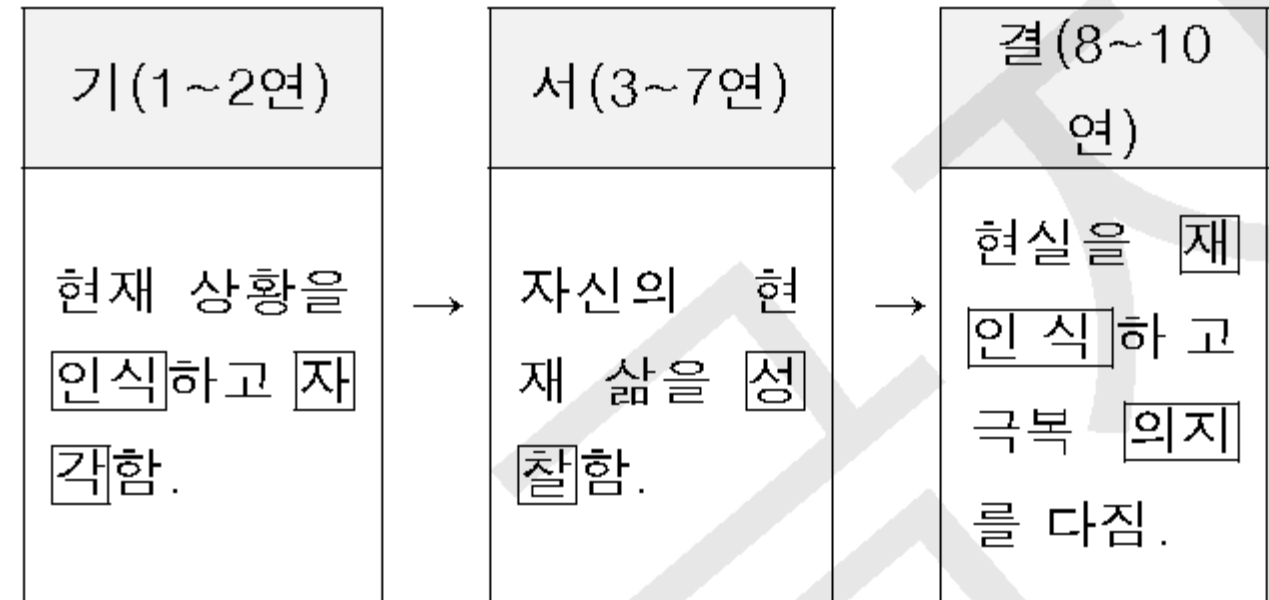 기(1~2연)
현재 상황을
인식하고 자
각함.
→
서(3~7연)
자신의 현
재 삶을 성
찰함.
→
결(8~10
연)
현실을 재
인식하고
극복 의지
를 다짐.